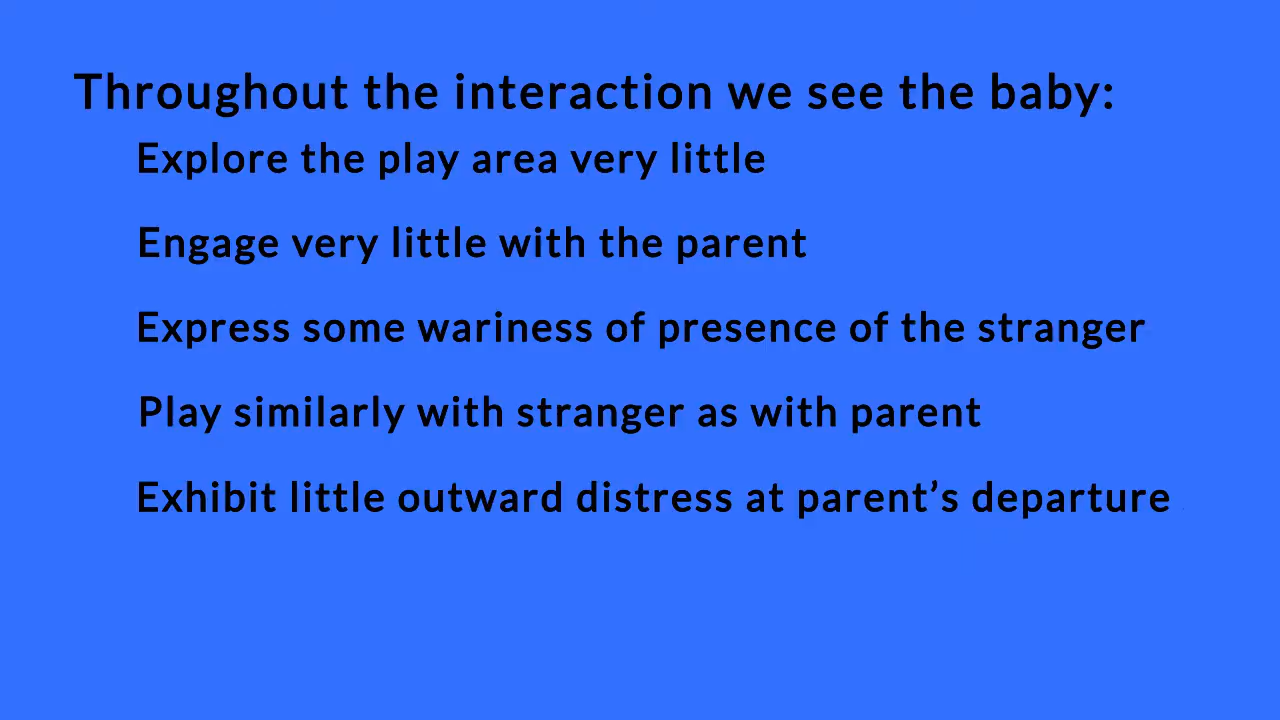 Throughout the interaction we see the baby:
Explore the play area very little
Engage very little with the parent
Express some wariness of presence of the stranger
Play similarly with stranger as with parent
Exhibit little outward distress at parent’s departure